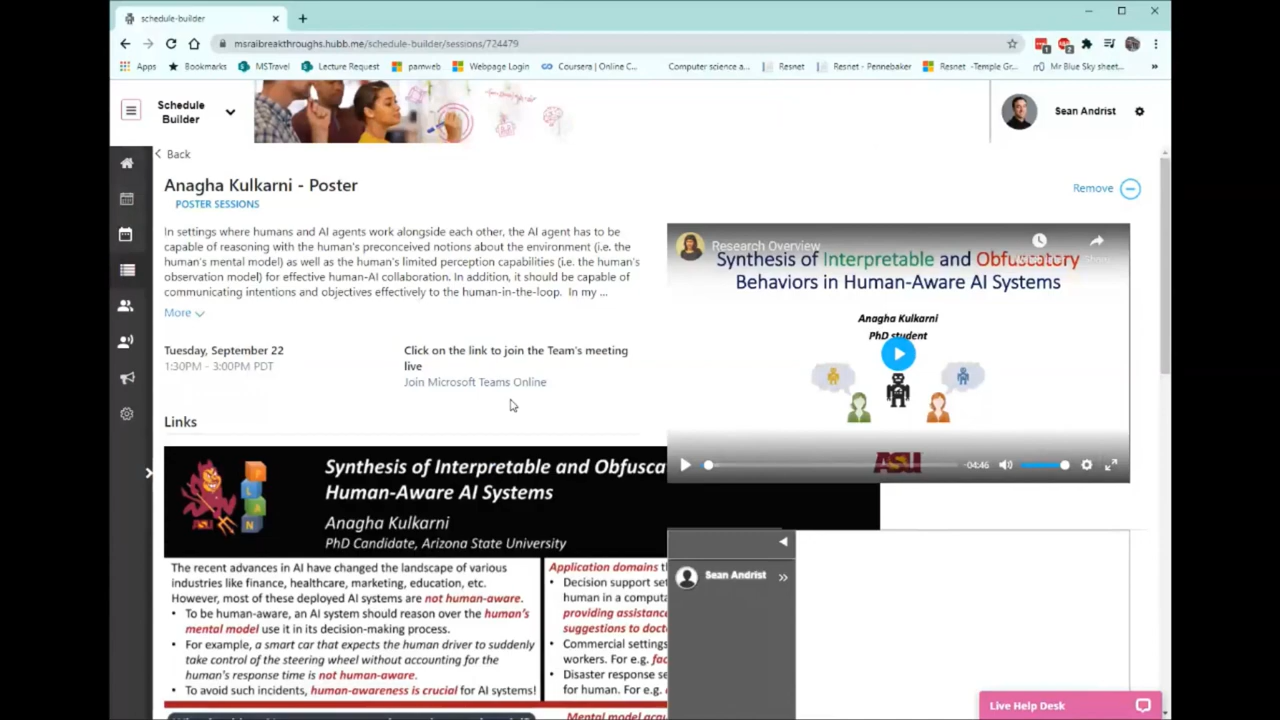 schedule-builder
msraibreakthroughs.hubb.me/schedule-builder/sessions/724479
Apps Bookmarks MSTravel Lecture Request pamweb Webpage Login Coursera | Online C... Computer science a... Resnet Resnet - Pennebaker Resnet -Temple Gr... Mr Blue Sky sheet... »
Schedule
Builder
Sean Andrist
Back
Anagha Kulkarni - Poster
Remove
POSTER SESSIONS
In settings where humans and AI agents work alongside each other, the AI agent has to be
capable of reasoning with the human's preconceived notions about the environment (i.e. the
human's mental model) as well as the human's limited perception capabilities (i.e. the human's
observation model) for effective human-AI collaboration. In addition, it should be capable of
communicating intentions and objectives effectively to the human-in-the-loop. In my ...
More
Research Overview
Synthesis of Interpretable and Obfuscatory
Behaviors in Human-Aware AI Systems
Anagha Kulkarni
PhD student
ASU
-04:46
Tuesday, September 22
1:30PM - 3:00PM PDT
Click on the link to join the Team's meeting
live
Join Microsoft Teams Online
Links
PLAN
ASU
Synthesis of Interpretable and Obfusca
Human-Aware AI Systems
Anagha Kulkarni
PhD Candidate, Arizona State University
The recent advances in AI have changed the landscape of various
industries like finance, healthcare, marketing, education, etc.
However, most of these deployed AI systems are not human-aware.
• To be human-aware, an AI system should reason over the human's
mental model use it in its decision-making process.
• For example, a smart car that expects the human driver to suddenly
take control of the steering wheel without accounting for the
human's response time is not human-aware.
• To avoid such incidents, human-awareness is crucial for AI systems!
Application domains t
• Decision support se
human in a computa
providing assistance
suggestions to docto
• Commercial settings
workers. For e.g. fac
• Disaster response se
for human. For e.g.
Mental model acqu
Sean Andrist
Live Help Desk